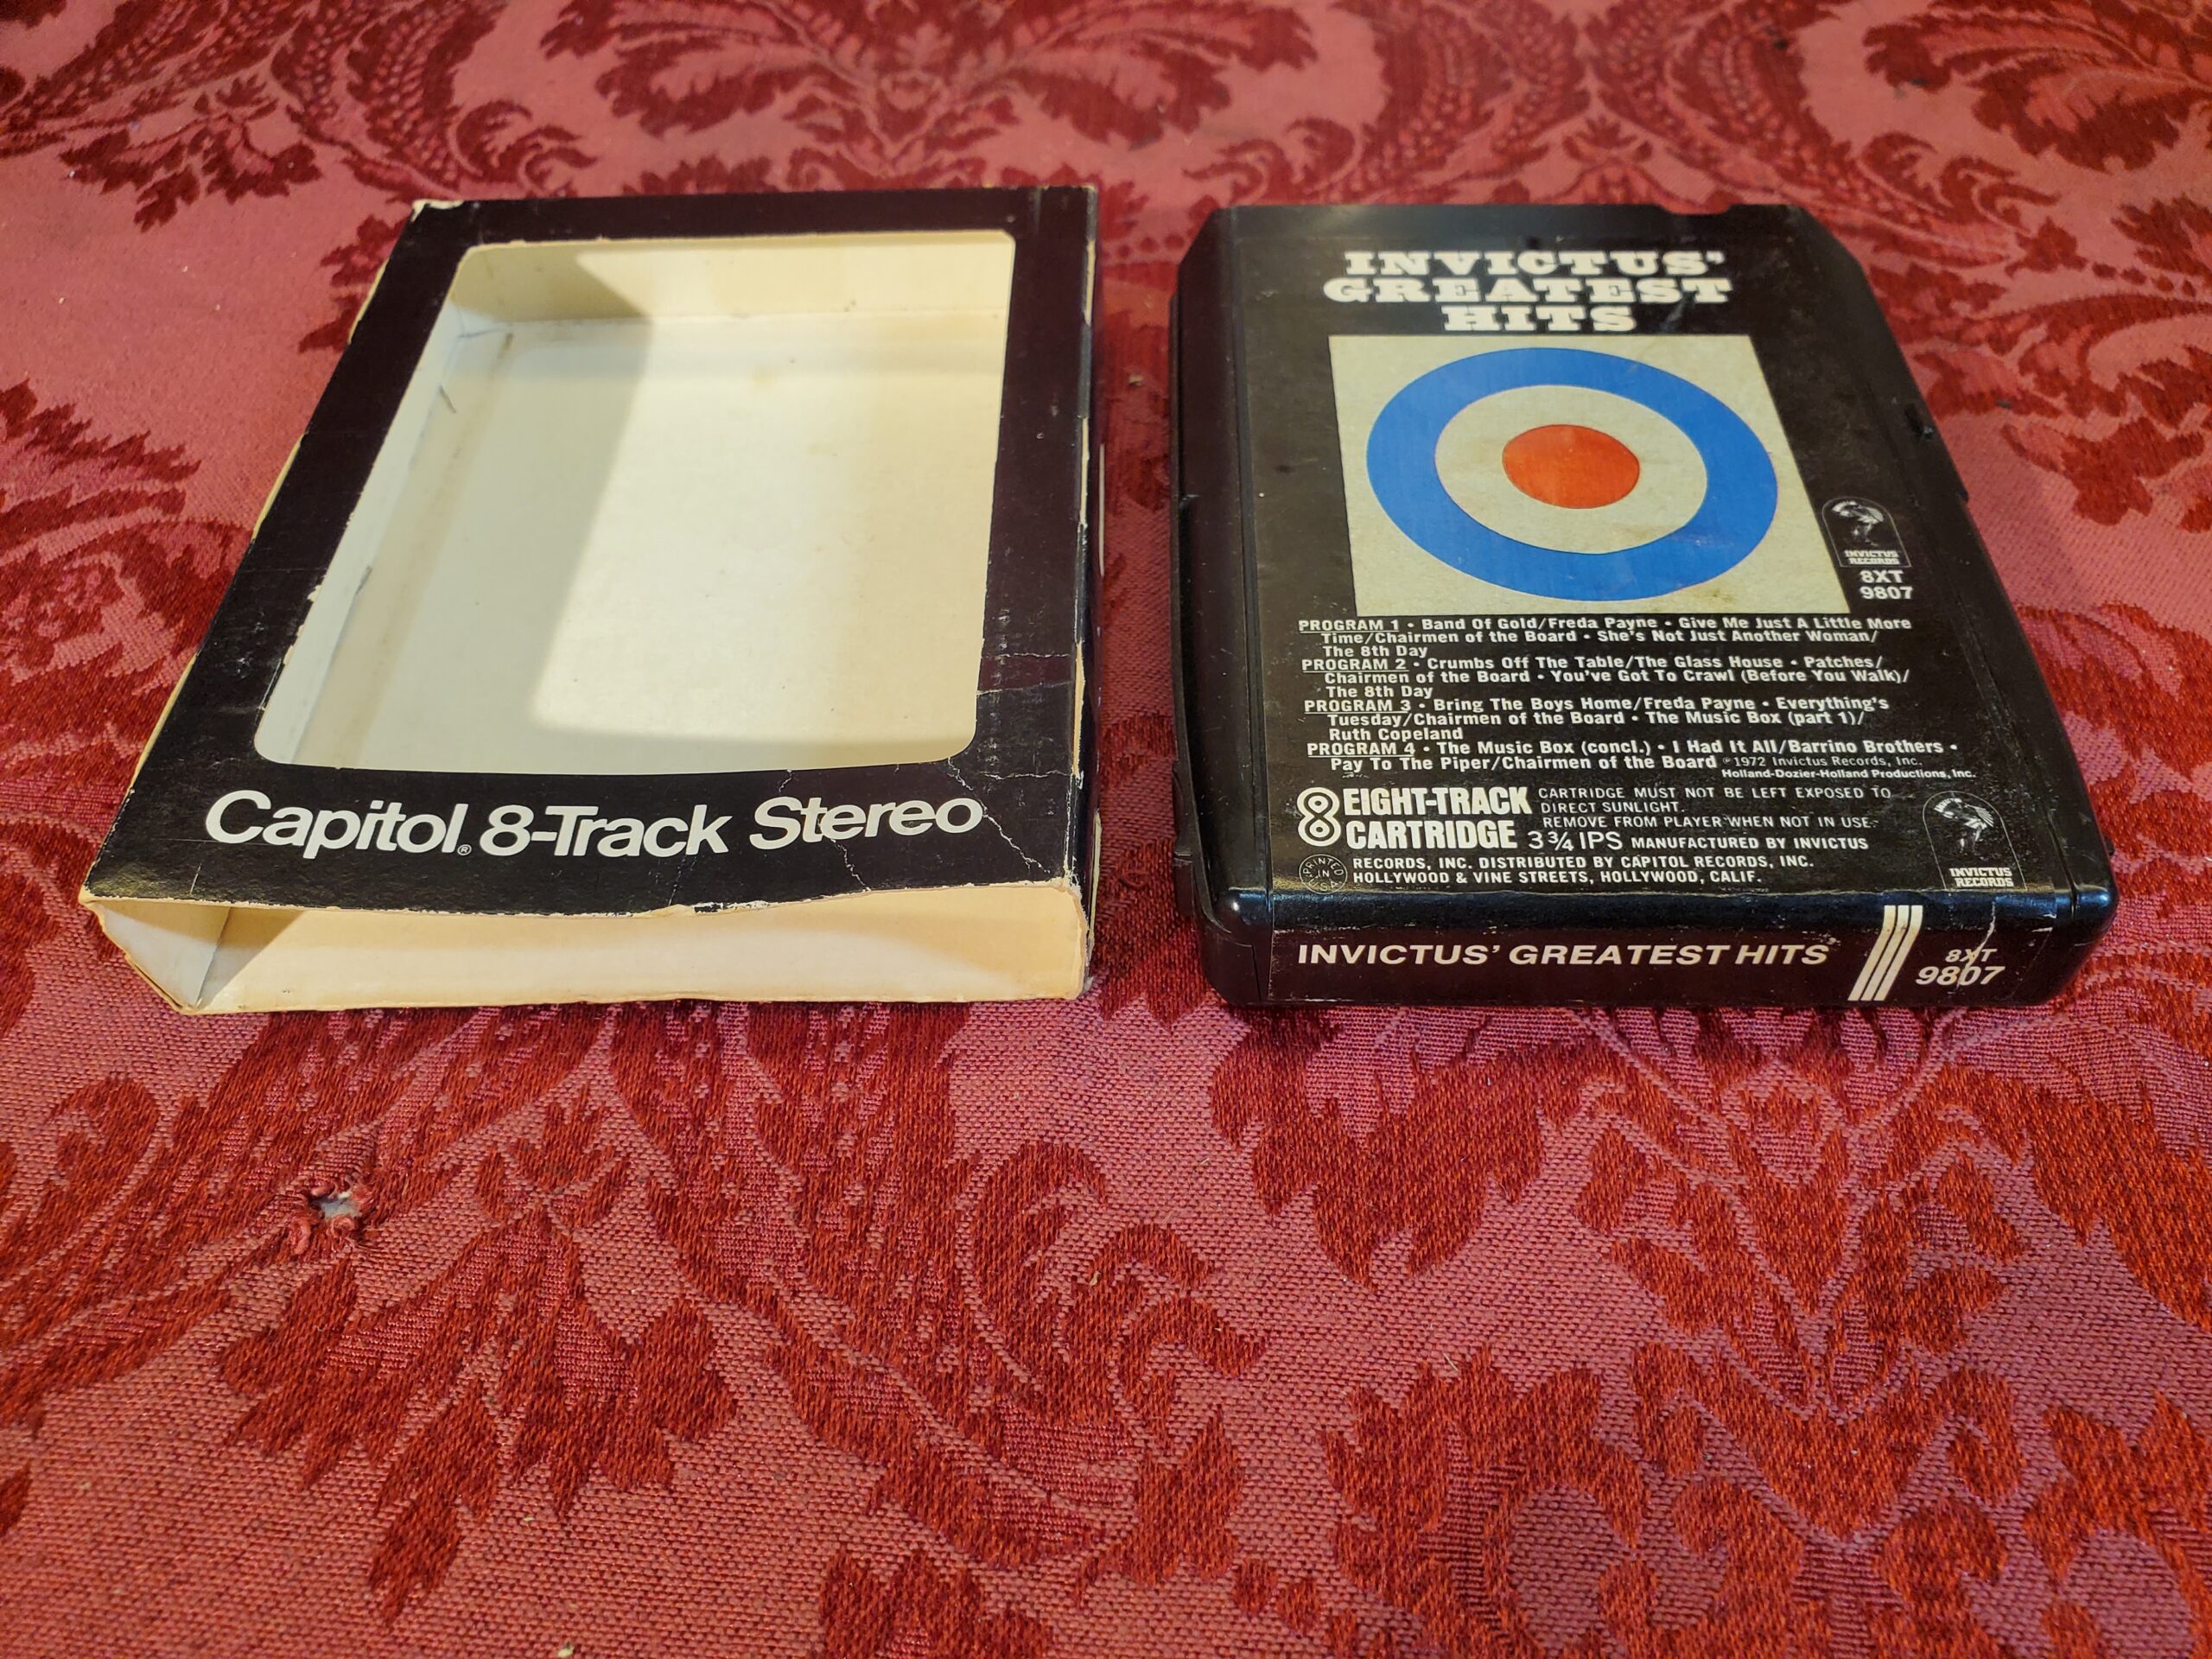 Capitol® 8-Track Stereo
INVICTUS'
GREATEST
HITS
INVICTUS
RECORDS
8XT
9807
PROGRAM 1 • Band Of Gold/Freda Payne • Give Me Just A Little More
Time/Chairmen of the Board • She's Not Just Another Woman/
The 8th Day
PROGRAM 2 • Crumbs Off The Table/The Glass House • Patches/
Chairmen of the Board • You've Got To Crawl (Before You Walk)/
The 8th Day
PROGRAM 3 • Bring The Boys Home/Freda Payne • Everything's
Tuesday/Chairmen of the Board • The Music Box (part 1)/
Ruth Copeland
PROGRAM 4 • The Music Box (concl.) • I Had It All/Barrino Brothers •
Pay To The Piper/Chairmen of the Board ℗1972 Invictus Records, Inc.
Holland-Dozier-Holland Productions, Inc.
8 EIGHT-TRACK
CARTRIDGE
CARTRIDGE MUST NOT BE LEFT EXPOSED TO
DIRECT SUNLIGHT.
REMOVE FROM PLAYER WHEN NOT IN USE.
3¾ IPS MANUFACTURED BY INVICTUS
RECORDS, INC. DISTRIBUTED BY CAPITOL RECORDS, INC.
HOLLYWOOD & VINE STREETS, HOLLYWOOD, CALIF.
PRINTED
IN
U.S.A.
INVICTUS
RECORDS
INVICTUS' GREATEST HITS
8XT
9807